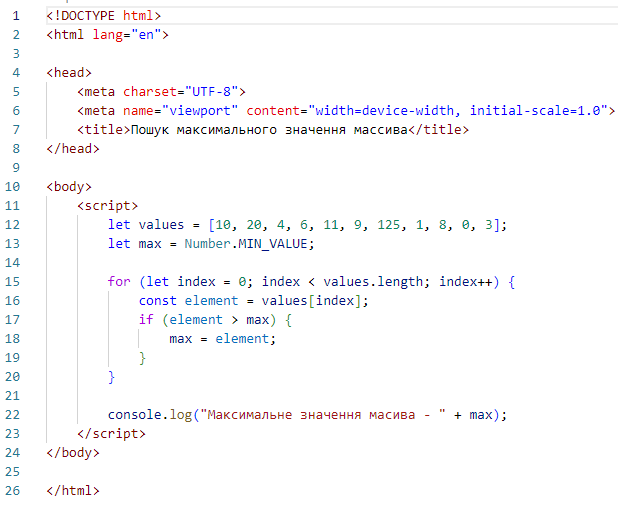 1 <!DOCTYPE html>
2 <html lang="en">
3
4 <head>
5     <meta charset="UTF-8">
6     <meta name="viewport" content="width=device-width, initial-scale=1.0">
7     <title>Пошук максимального значення массива</title>
8 </head>
9
10 <body>
11     <script>
12         let values = [10, 20, 4, 6, 11, 9, 125, 1, 8, 0, 3];
13         let max = Number.MIN_VALUE;
14
15         for (let index = 0; index < values.length; index++) {
16             const element = values[index];
17             if (element > max) {
18                 max = element;
19             }
20         }
21
22         console.log("Максимальне значення масива - " + max);
23     </script>
24 </body>
25
26 </html>